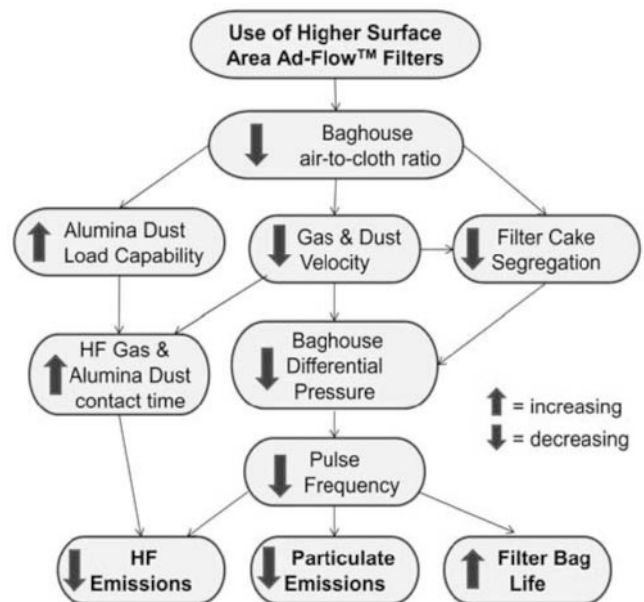 Use of Higher Surface
Area Ad-Flow™ Filters
Baghouse
air-to-cloth ratio
Alumina Dust
Load Capability
Gas & Dust
Velocity
Filter Cake
Segregation
HF Gas &
Alumina Dust
contact time
Baghouse
Differential
Pressure
= increasing
= decreasing
Pulse
Frequency
HF
Emissions
Particulate
Emissions
Filter Bag
Life